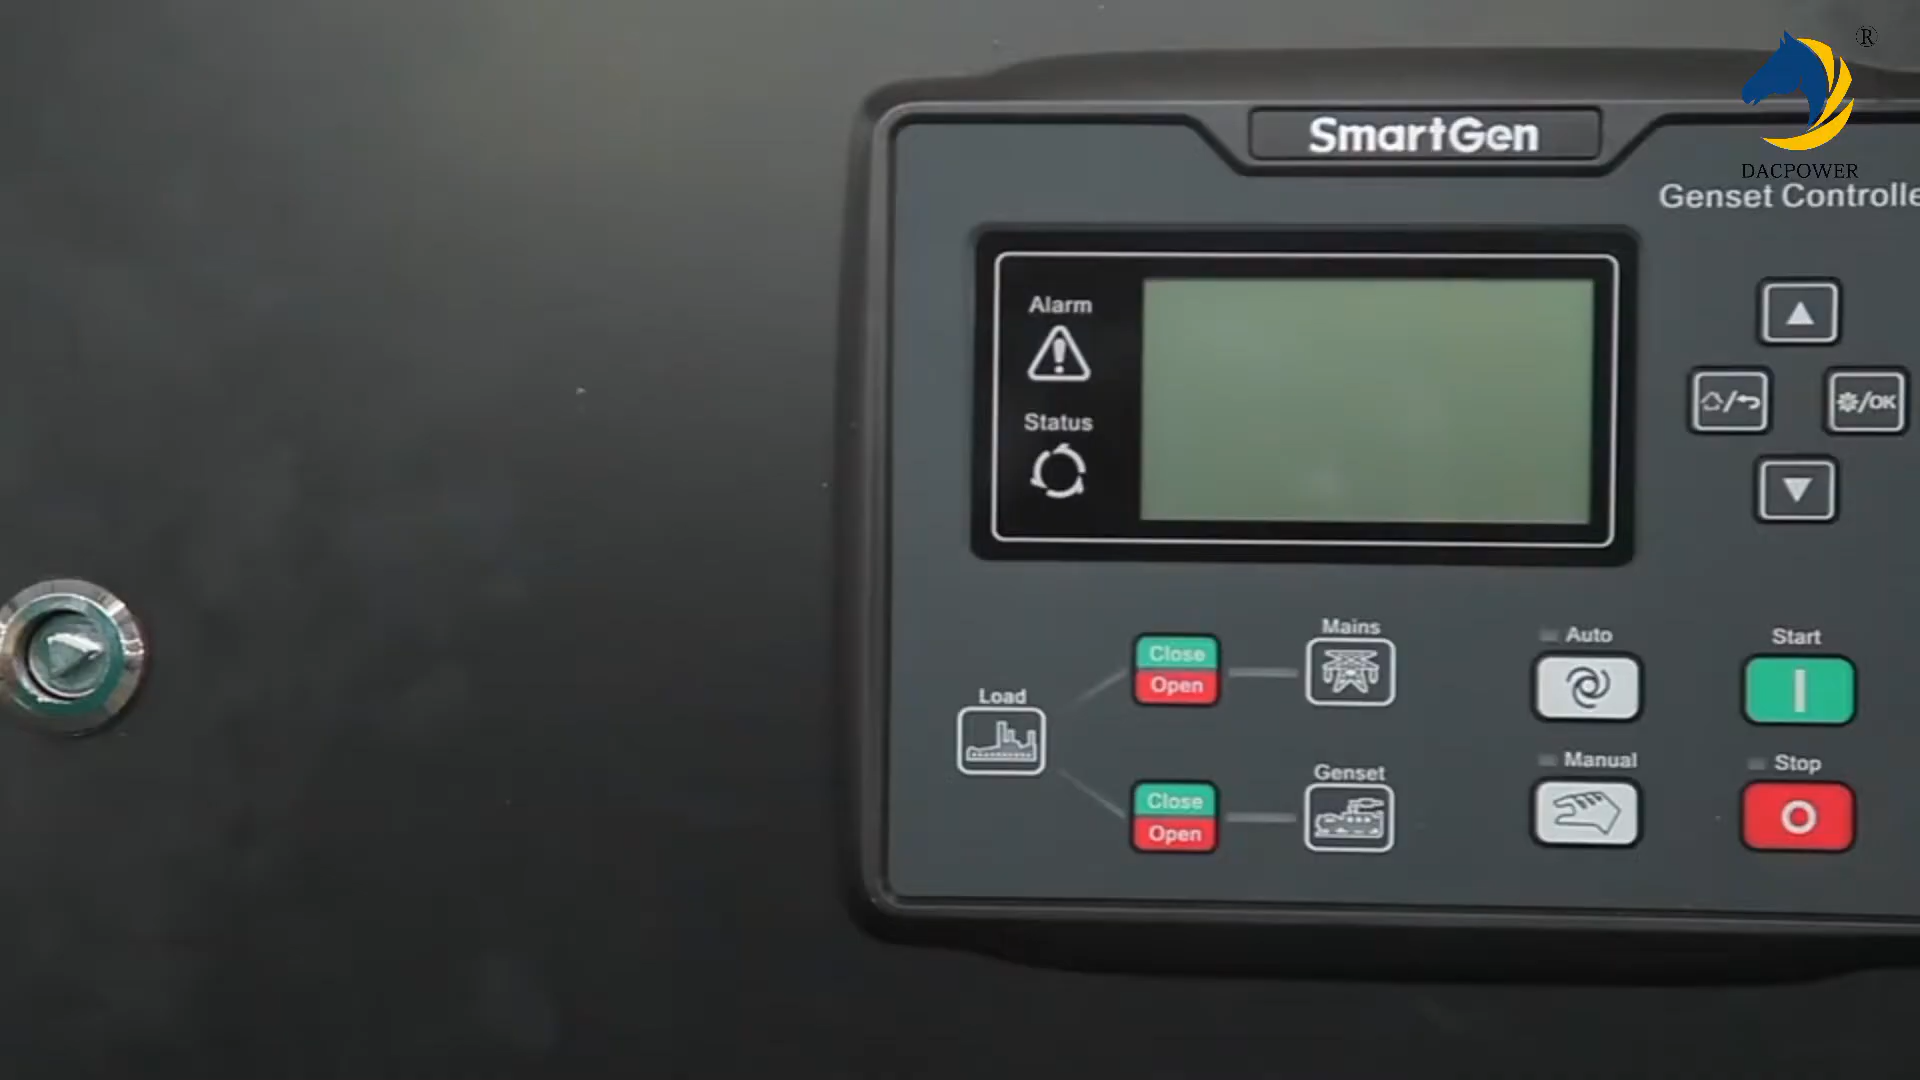 ®
DACPOWER
SmartGen
Genset Controlle
Alarm
Status
/OK
Mains
Close
Open
Load
Genset
Close
Open
Auto
Start
Manual
Stop